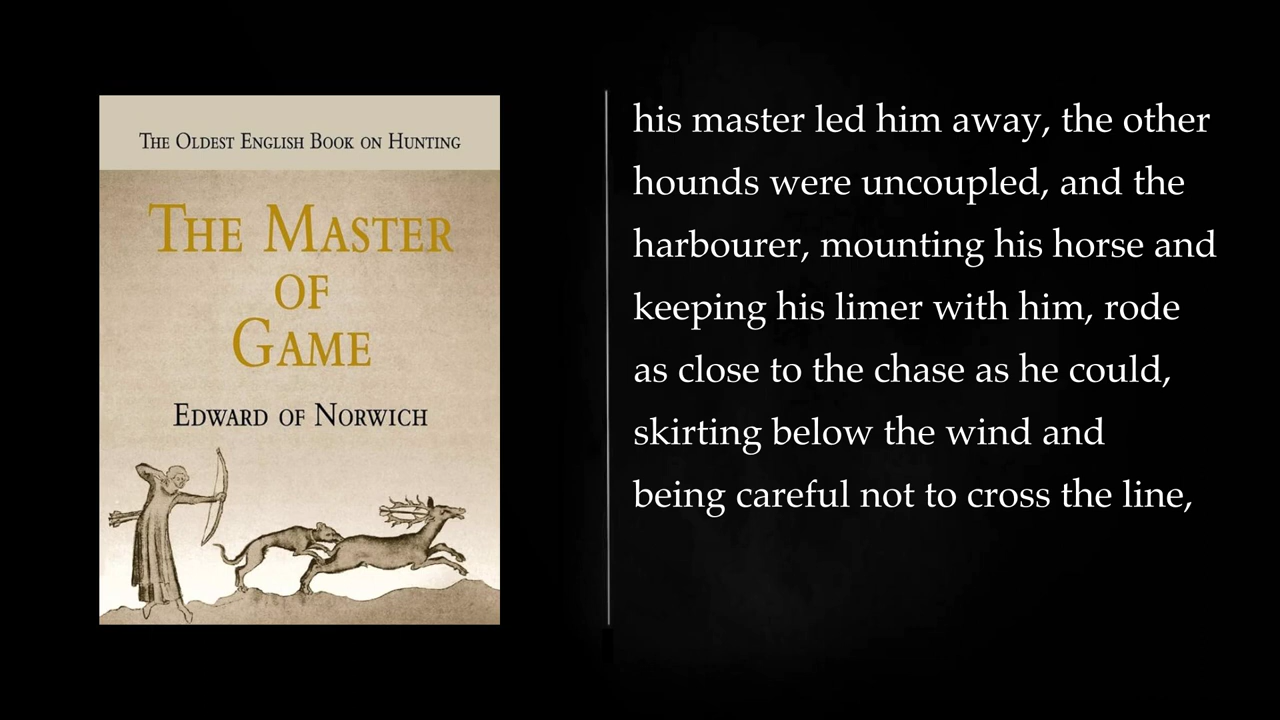 The Oldest English Book on Hunting
The Master
of
Game
Edward of Norwich
his master led him away, the other
hounds were uncoupled, and the
harbourer, mounting his horse and
keeping his limer with him, rode
as close to the chase as he could,
skirting below the wind and
being careful not to cross the line,